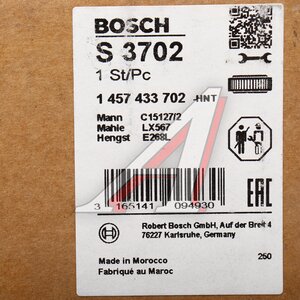 BOSCH
S 3702
1 St/Pc
1 457 433 702 -HNT
Mann C15127/2
Mahle LX567
Hengst E268L
EAC
3 165141 094930
Robert Bosch GmbH, Auf der Breit 4
76227 Karlsruhe, Germany
Made in Morocco
250
Fabriqué au Maroc